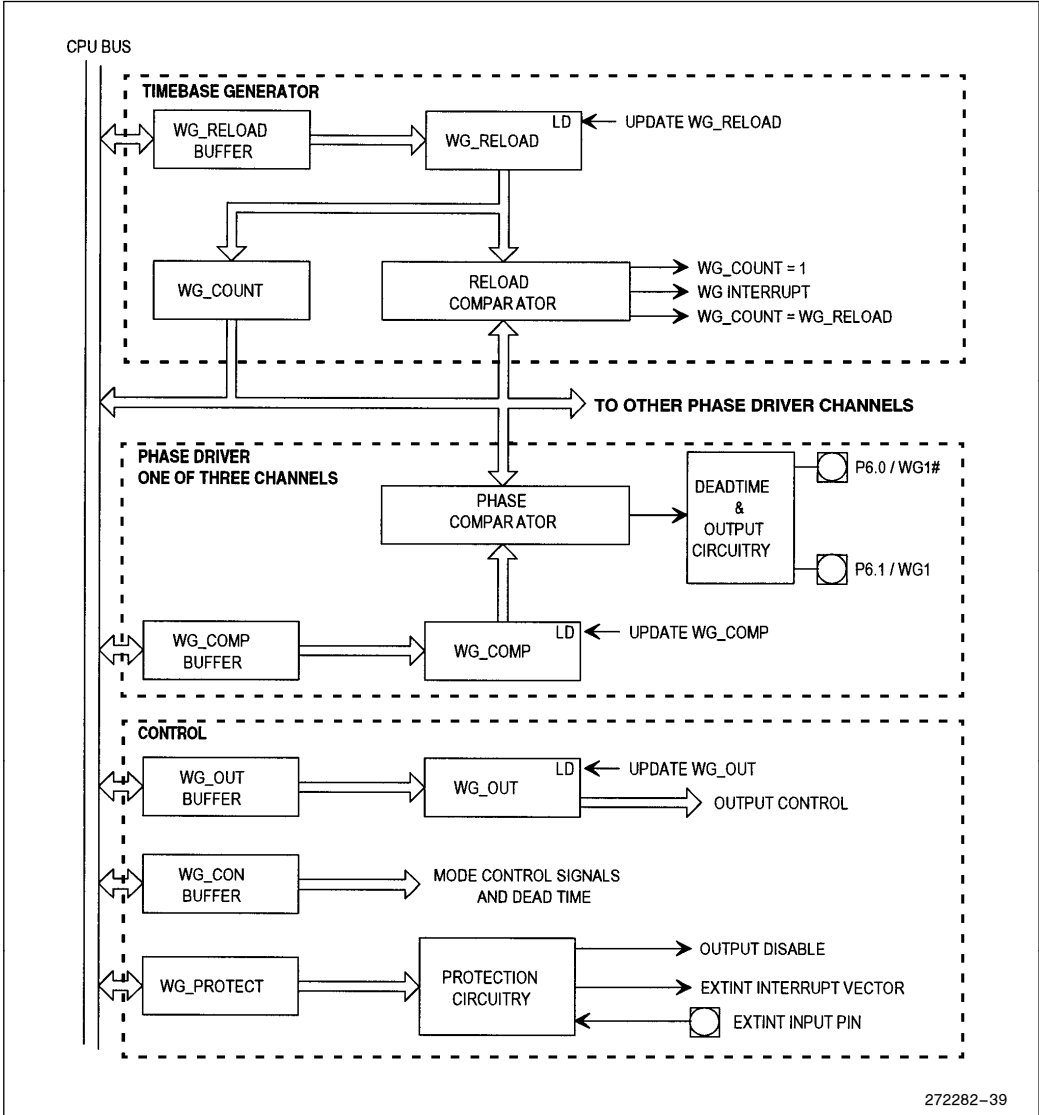 CPU BUS
TIMEBASE GENERATOR
WG_RELOAD
BUFFER
LD
WG_RELOAD
UPDATE WG_RELOAD
WG_COUNT
RELOAD
COMPARATOR
WG_COUNT = 1
WG INTERRUPT
WG_COUNT = WG_RELOAD
TO OTHER PHASE DRIVER CHANNELS
PHASE DRIVER
ONE OF THREE CHANNELS
PHASE
COMPARATOR
DEADTIME
&
OUTPUT
CIRCUITRY
P6.0 / WG1#
P6.1 / WG1
WG_COMP
BUFFER
LD
WG_COMP
UPDATE WG_COMP
CONTROL
WG_OUT
BUFFER
LD
WG_OUT
UPDATE WG_OUT
OUTPUT CONTROL
WG_CON
BUFFER
MODE CONTROL SIGNALS
AND DEAD TIME
WG_PROTECT
PROTECTION
CIRCUITRY
OUTPUT DISABLE
EXTINT INTERRUPT VECTOR
EXTINT INPUT PIN
272282–39